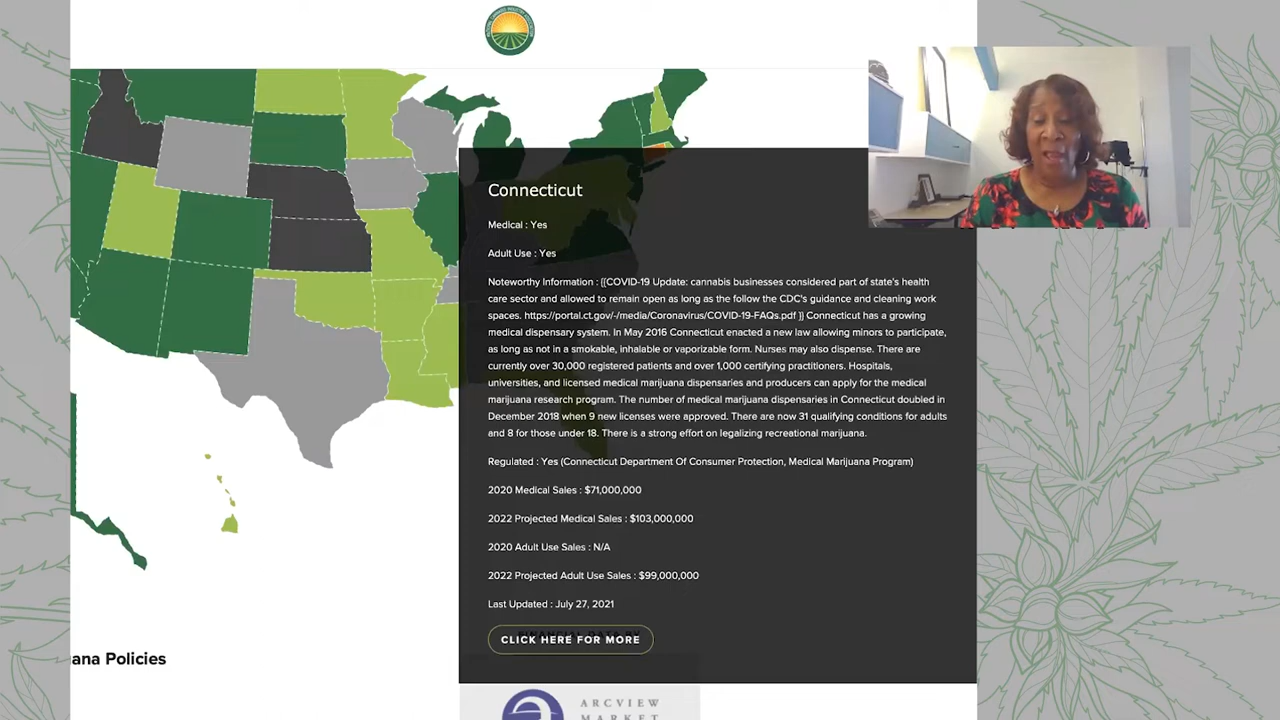 Connecticut
Medical : Yes
Adult Use : Yes
Noteworthy Information : {{COVID-19 Update: cannabis businesses considered part of state's health
care sector and allowed to remain open as long as the follow the CDC's guidance and cleaning work
spaces. https://portal.ct.gov/-/media/Coronavirus/COVID-19-FAQs.pdf }} Connecticut has a growing
medical dispensary system. In May 2016 Connecticut enacted a new law allowing minors to participate,
as long as not in a smokable, inhalable or vaporizable form. Nurses may also dispense. There are
currently over 30,000 registered patients and over 1,000 certifying practitioners. Hospitals,
universities, and licensed medical marijuana dispensaries and producers can apply for the medical
marijuana research program. The number of medical marijuana dispensaries in Connecticut doubled in
December 2018 when 9 new licenses were approved. There are now 31 qualifying conditions for adults
and 8 for those under 18. There is a strong effort on legalizing recreational marijuana.
Regulated : Yes (Connecticut Department Of Consumer Protection, Medical Marijuana Program)
2020 Medical Sales : $71,000,000
2022 Projected Medical Sales : $103,000,000
2020 Adult Use Sales : N/A
2022 Projected Adult Use Sales : $99,000,000
Last Updated : July 27, 2021
CLICK HERE FOR MORE
ana Policies
ARCVIEW
MARKET